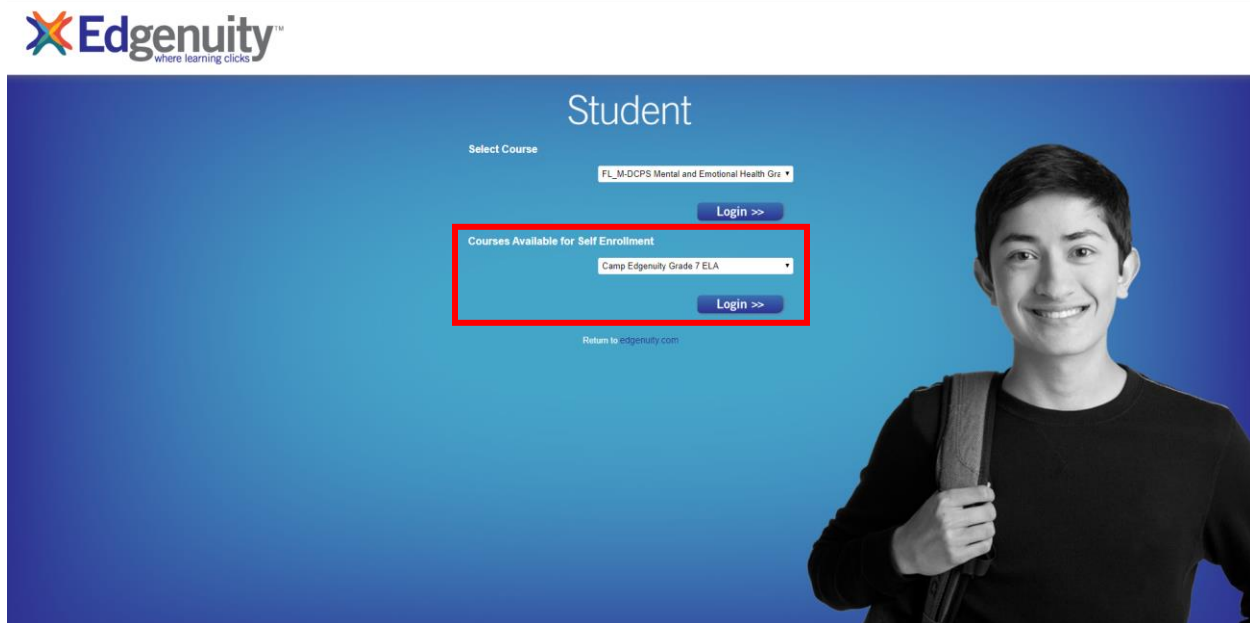 Edgenuity™
where learning clicks
Student
Select Course
FL_M-DCPS Mental and Emotional Health Gra
Login >>
Courses Available for Self Enrollment
Camp Edgenuity Grade 7 ELA
Login >>
Return to edgenuity.com